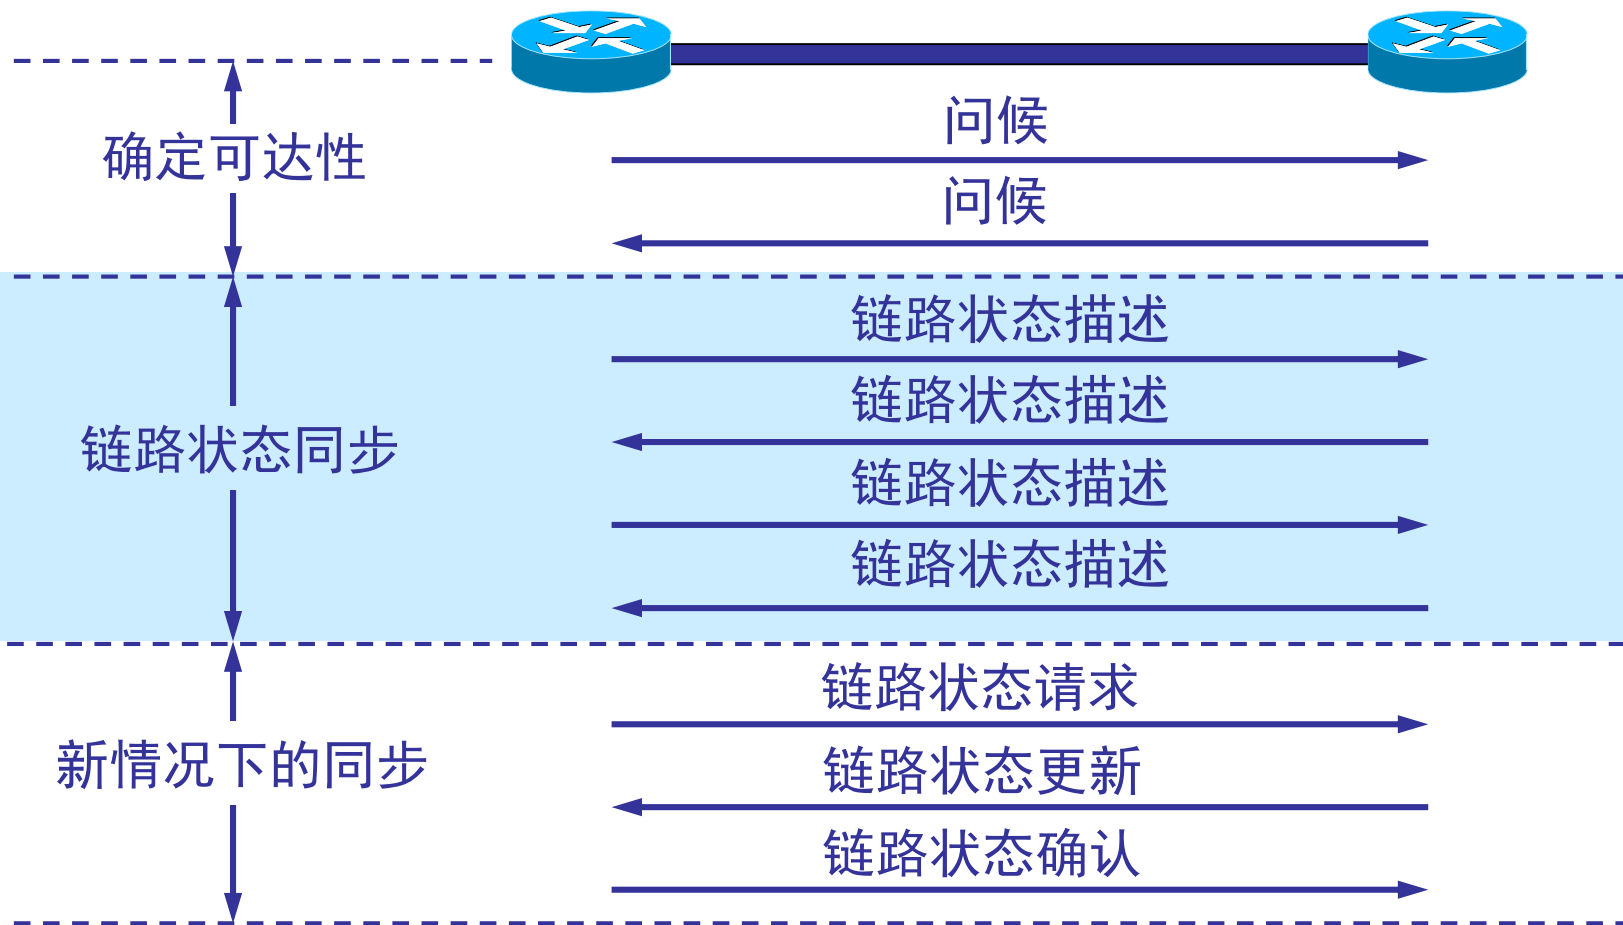 问候
确定可达性
问候
链路状态描述
链路状态描述
链路状态同步
链路状态描述
链路状态描述
链路状态请求
新情况下的同步
链路状态更新
链路状态确认